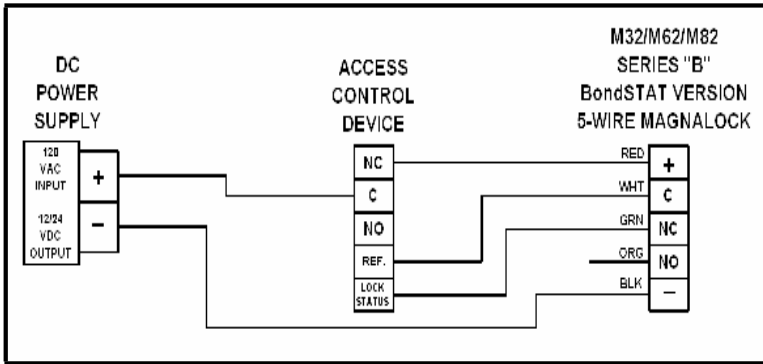 M32/M62/M82
SERIES "B"
BondSTAT VERSION
5-WIRE MAGNALOCK
DC
POWER
SUPPLY
ACCESS
CONTROL
DEVICE
120
VAC
INPUT
+
12/24
VDC
OUTPUT
–
NC
C
NO
REF.
LOCK
STATUS
RED
+
WHT
C
GRN
NC
ORG
NO
BLK
–